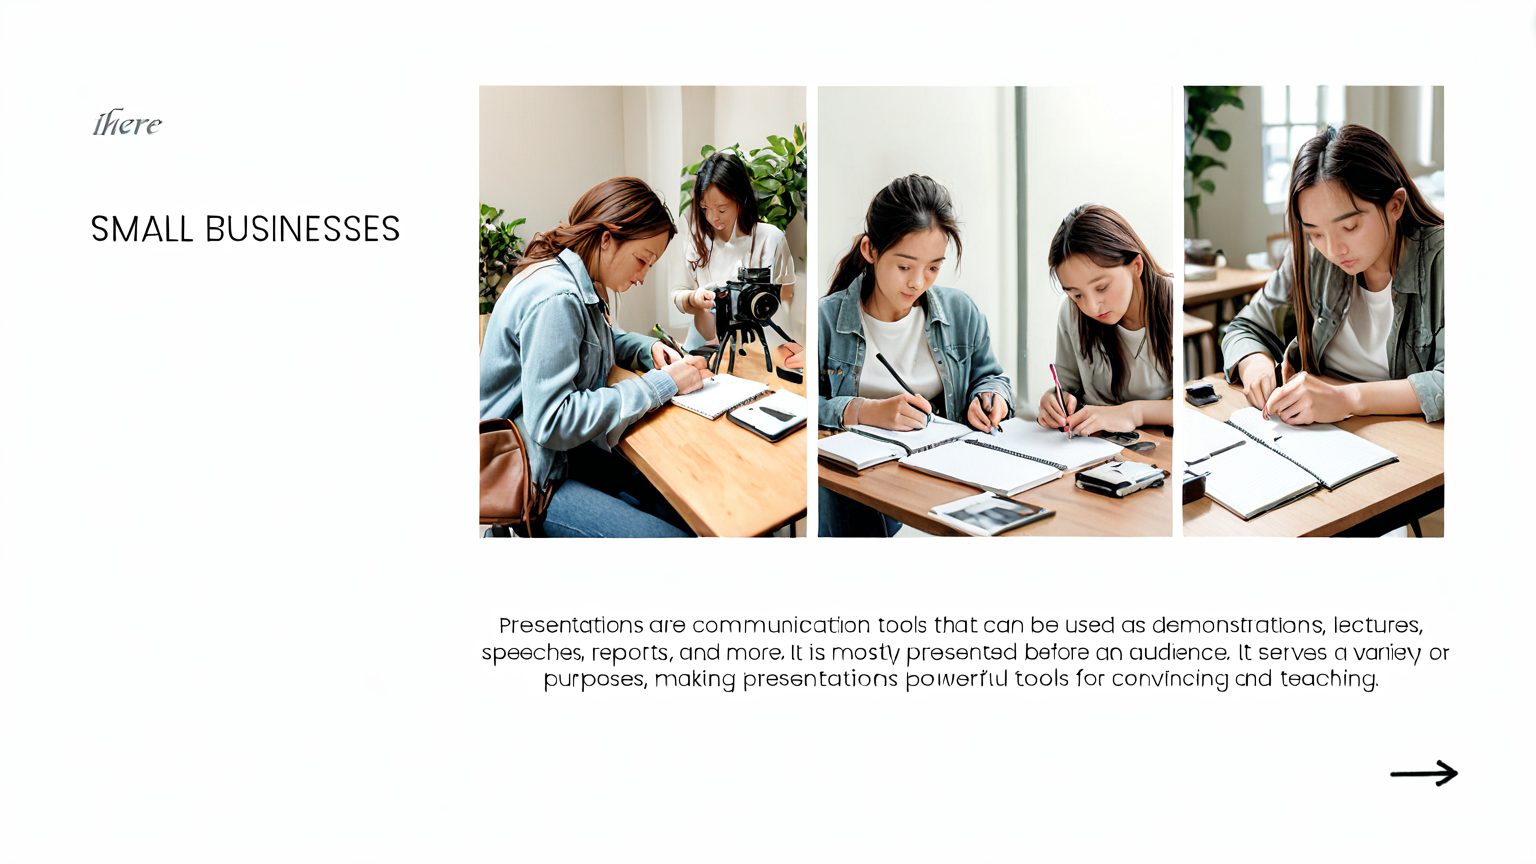 there
SMALL BUSINESSES
Presentations are communication tools that can be used as demonstrations, lectures,
speeches, reports, and more. It is mostly presented before an audience. It serves a variey or
purposes, making presentations powerful tools for convincing and teaching.